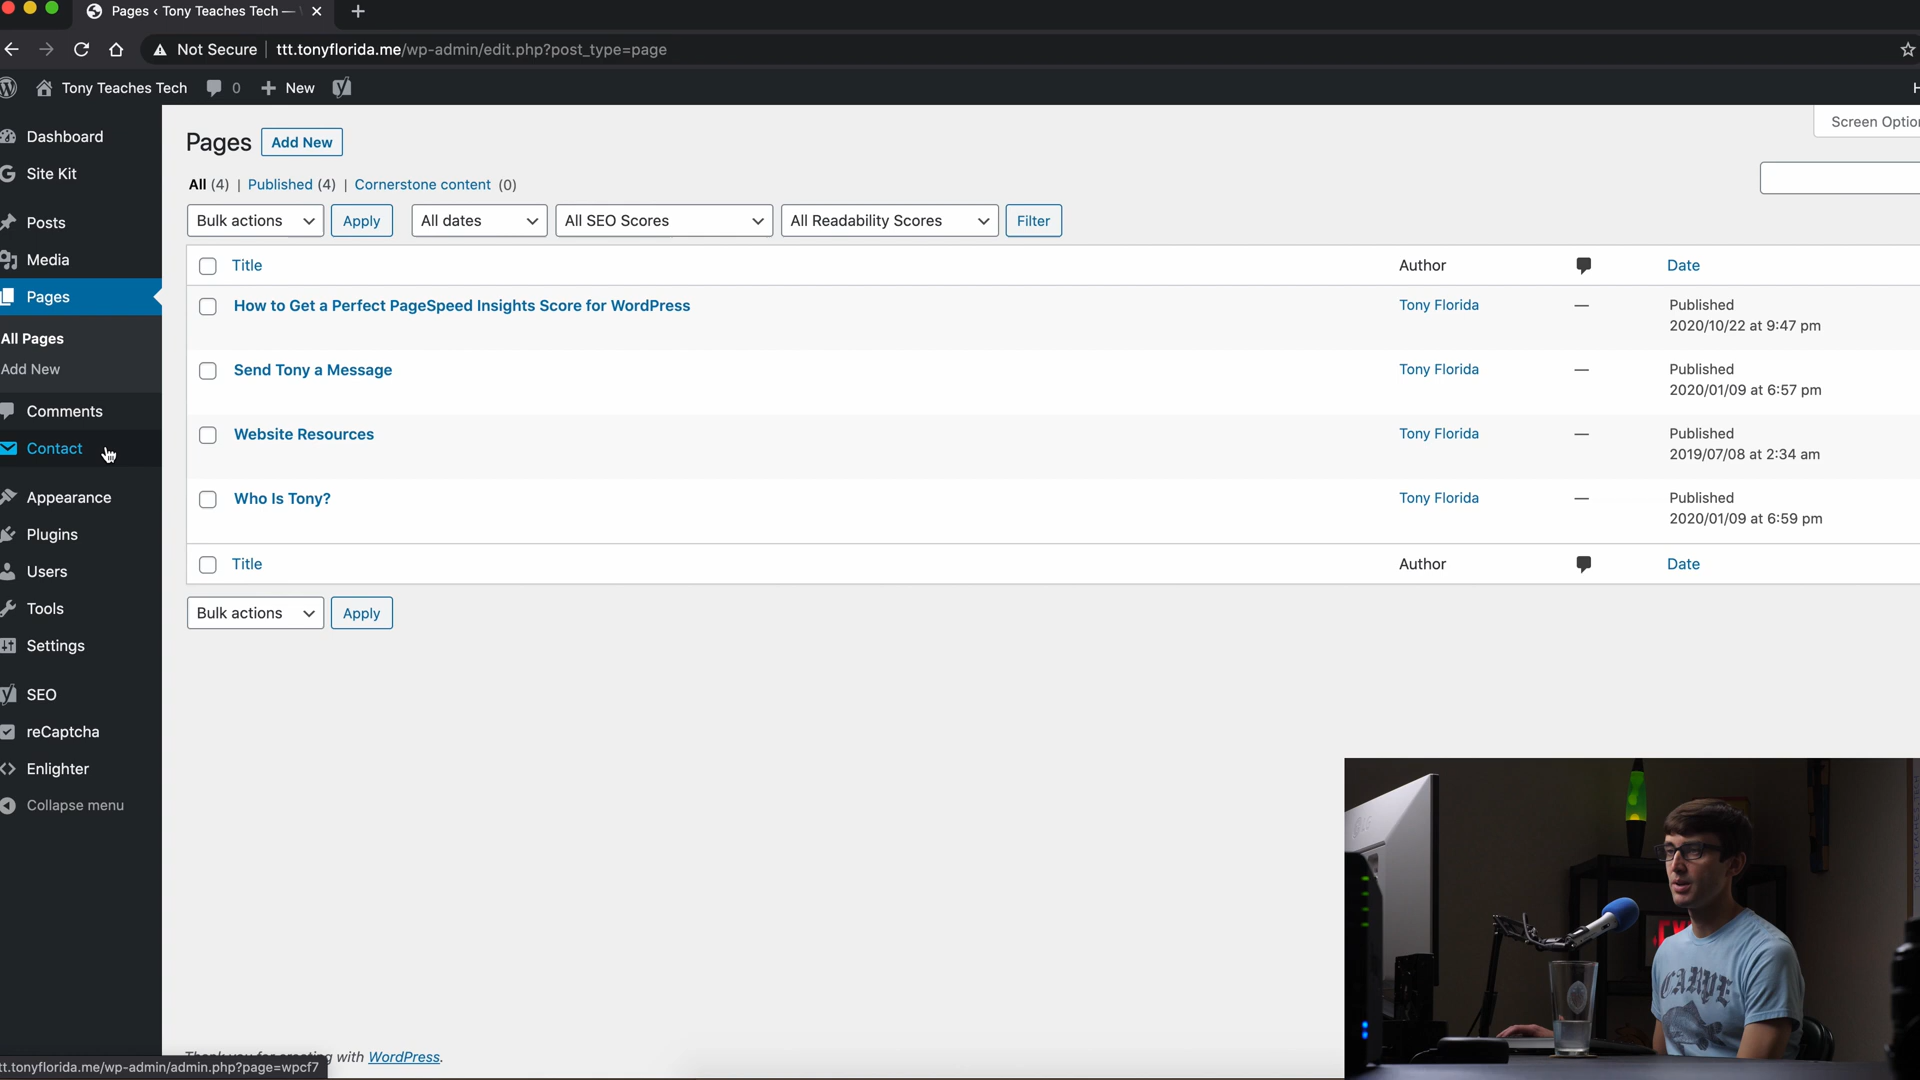 Pages ‹ Tony Teaches Tech —
Not Secure ttt.tonyflorida.me/wp-admin/edit.php?post_type=page
Tony Teaches Tech 0 New
Screen Optio
Dashboard
Site Kit
Posts
Media
Pages
All Pages
Add New
Comments
Contact
Appearance
Plugins
Users
Tools
Settings
SEO
reCaptcha
Enlighter
Collapse menu
Pages Add New
All (4) | Published (4) | Cornerstone content (0)
Bulk actions Apply All dates All SEO Scores All Readability Scores Filter
Title Author Date
How to Get a Perfect PageSpeed Insights Score for WordPress Tony Florida — Published
2020/10/22 at 9:47 pm
Send Tony a Message Tony Florida — Published
2020/01/09 at 6:57 pm
Website Resources Tony Florida — Published
2019/07/08 at 2:34 am
Who Is Tony? Tony Florida — Published
2020/01/09 at 6:59 pm
Title Author Date
Bulk actions Apply
with WordPress.
tt.tonyflorida.me/wp-admin/admin.php?page=wpcf7
CARPE